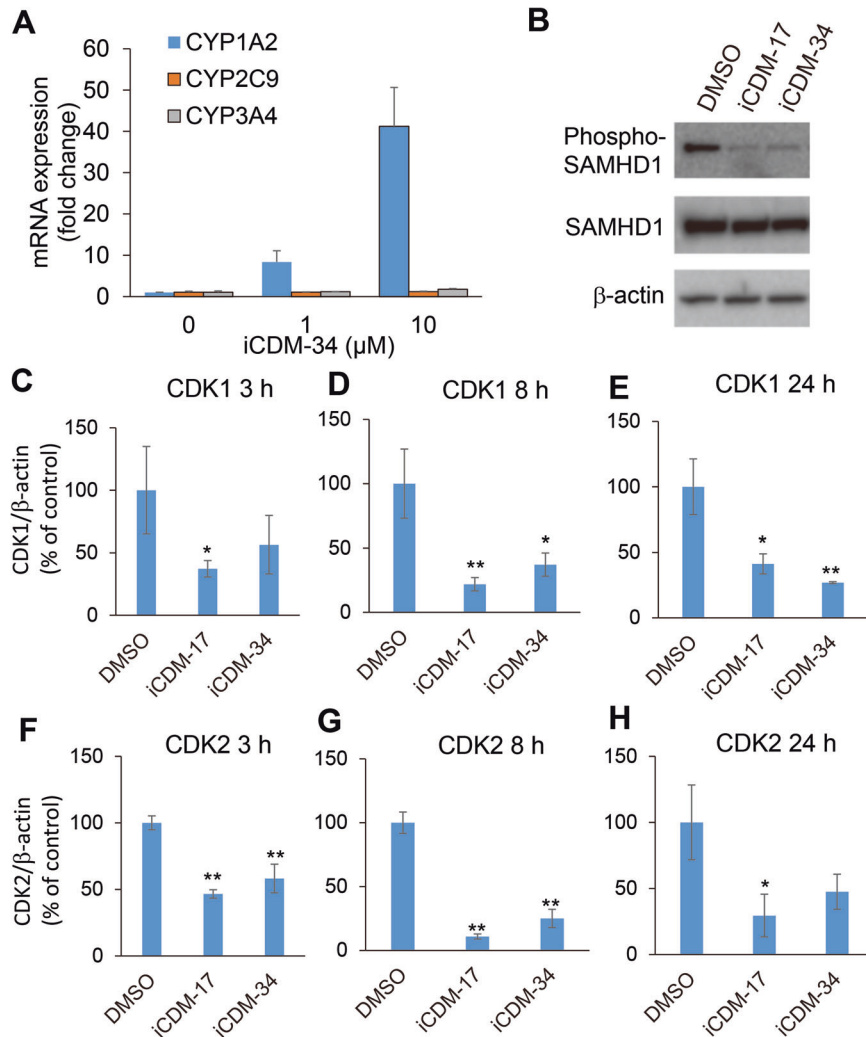 A
60
50
40
30
20
10
0
mRNA expression
(fold change)
CYP1A2
CYP2C9
CYP3A4
0 1 10
iCDM-34 (µM)
B
DMSO
iCDM-17
iCDM-34
Phospho-
SAMHD1
SAMHD1
β-actin
C
CDK1 3 h
CDK1/β-actin
(% of control)
150
100
50
0
*
DMSO
iCDM-17
iCDM-34
D
CDK1 8 h
150
100
50
0
**
*
DMSO
iCDM-17
iCDM-34
E
CDK1 24 h
150
100
50
0
*
**
DMSO
iCDM-17
iCDM-34
F
CDK2 3 h
CDK2/β-actin
(% of control)
150
100
50
0
**
**
DMSO
iCDM-17
iCDM-34
G
CDK2 8 h
150
100
50
0
**
**
DMSO
iCDM-17
iCDM-34
H
CDK2 24 h
150
100
50
0
*
DMSO
iCDM-17
iCDM-34